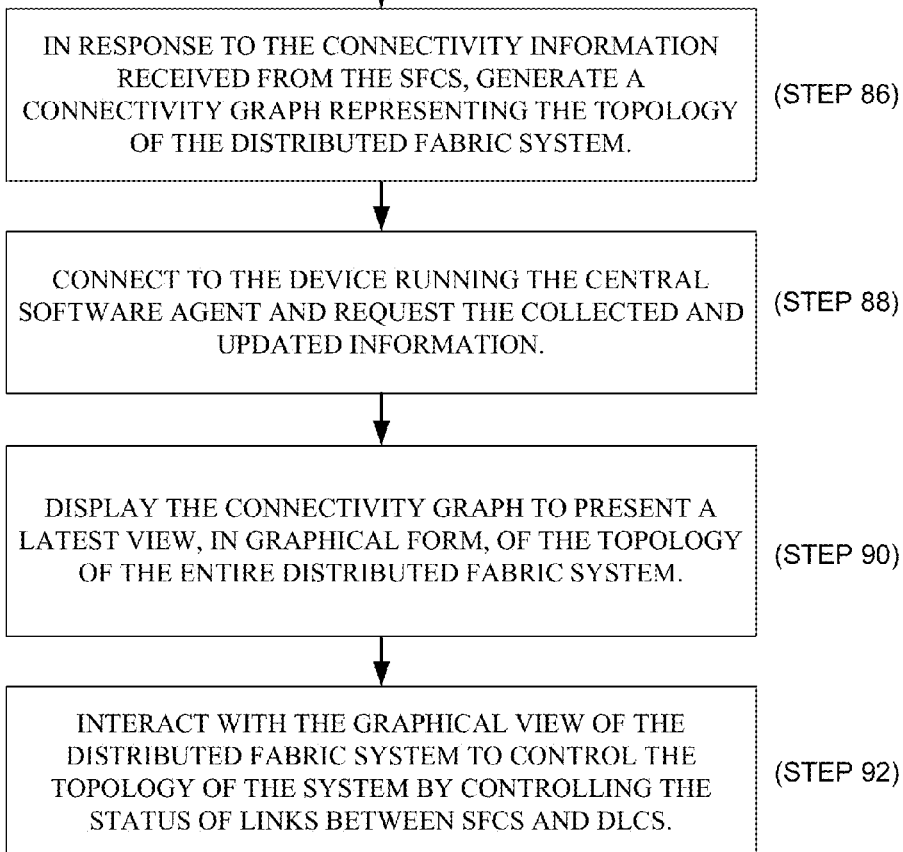 IN RESPONSE TO THE CONNECTIVITY INFORMATION
RECEIVED FROM THE SFCS, GENERATE A
CONNECTIVITY GRAPH REPRESENTING THE TOPOLOGY
OF THE DISTRIBUTED FABRIC SYSTEM.
(STEP 86)
CONNECT TO THE DEVICE RUNNING THE CENTRAL
SOFTWARE AGENT AND REQUEST THE COLLECTED AND
UPDATED INFORMATION.
(STEP 88)
DISPLAY THE CONNECTIVITY GRAPH TO PRESENT A
LATEST VIEW, IN GRAPHICAL FORM, OF THE TOPOLOGY
OF THE ENTIRE DISTRIBUTED FABRIC SYSTEM.
(STEP 90)
INTERACT WITH THE GRAPHICAL VIEW OF THE
DISTRIBUTED FABRIC SYSTEM TO CONTROL THE
TOPOLOGY OF THE SYSTEM BY CONTROLLING THE
STATUS OF LINKS BETWEEN SFCS AND DLCS.
(STEP 92)